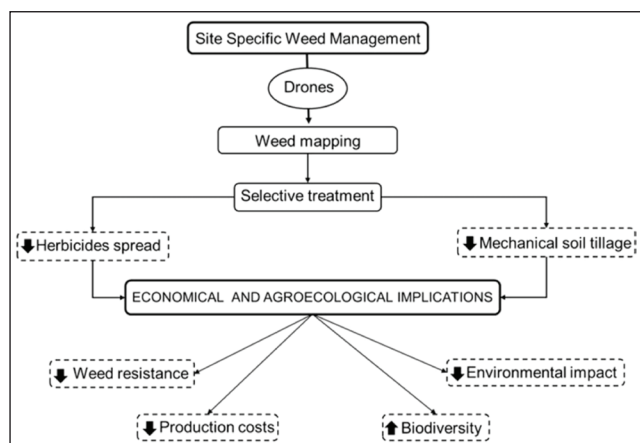 Site Specific Weed Management
Drones
Weed mapping
Selective treatment
Herbicides spread
Mechanical soil tillage
ECONOMICAL AND AGROECOLOGICAL IMPLICATIONS
Weed resistance
Environmental impact
Production costs
Biodiversity